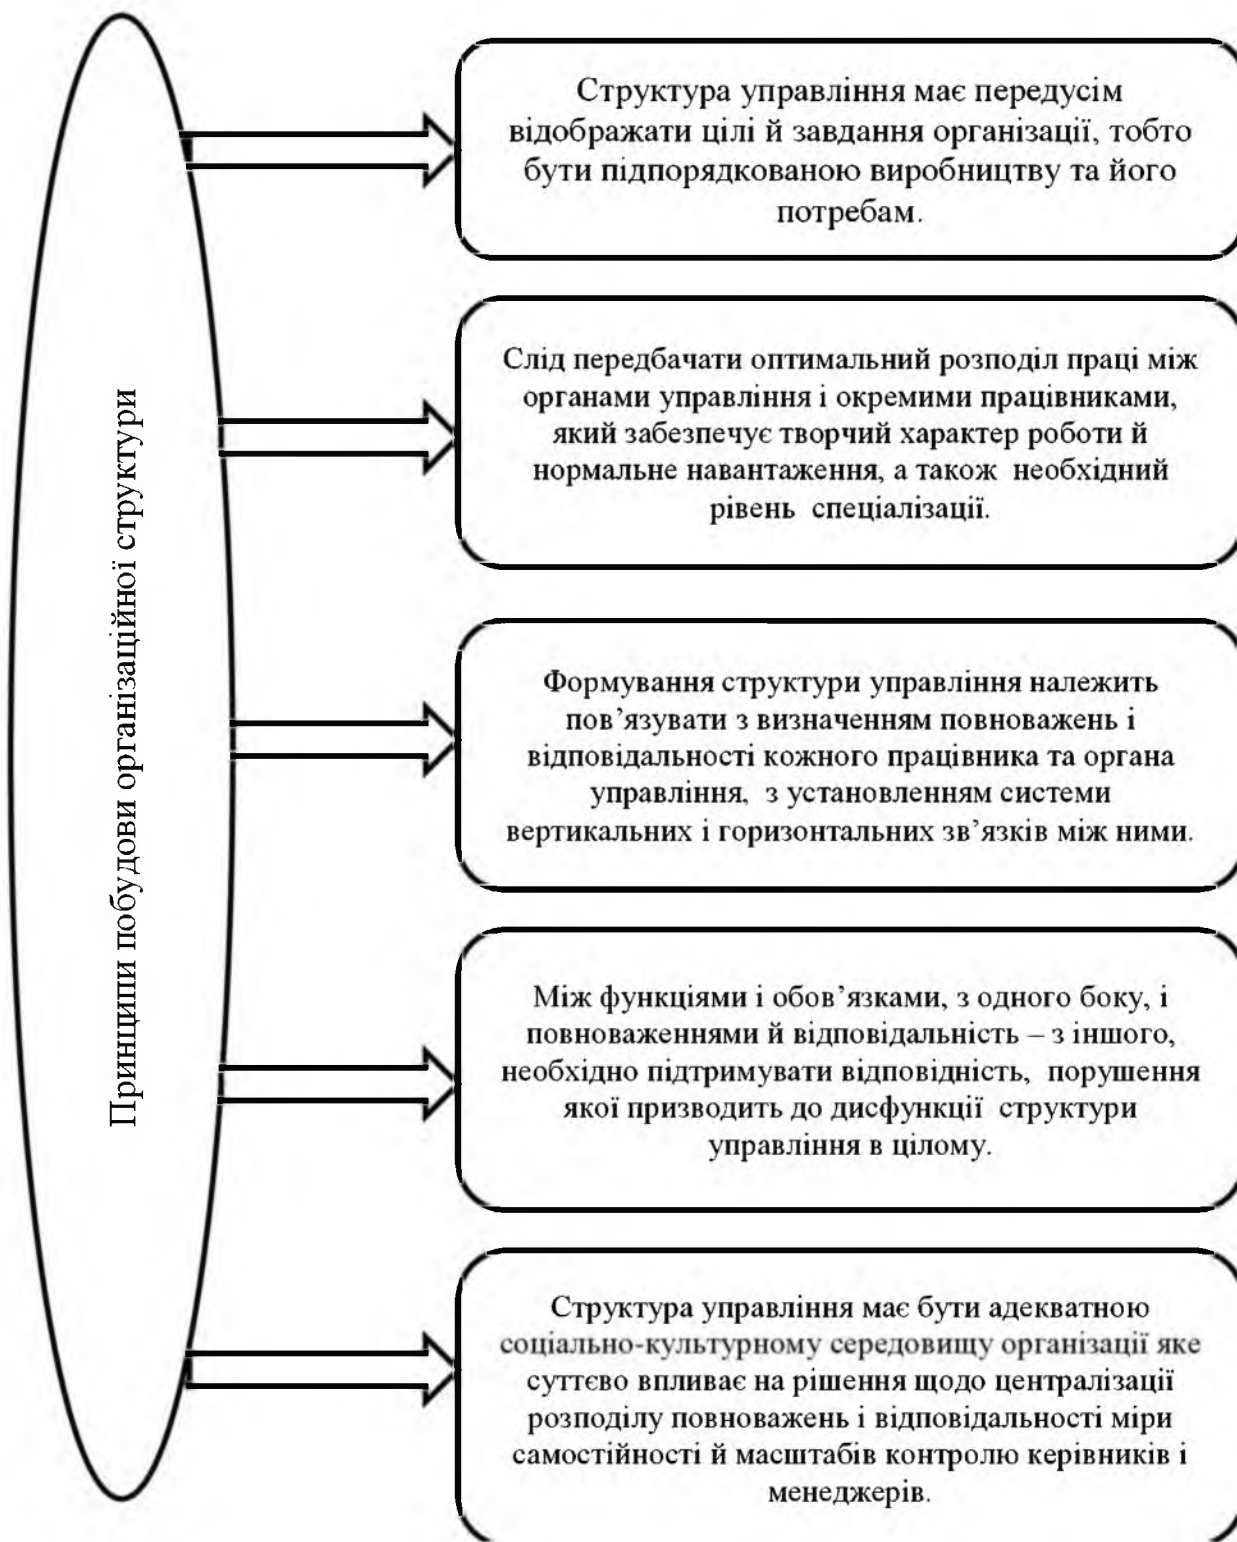 Принципи побудови організаційної структури
Структура управління має передусім
відображати цілі й завдання організації, тобто
бути підпорядкованою виробництву та його
потребам.
Слід передбачати оптимальний розподіл праці між
органами управління і окремими працівниками,
який забезпечує творчий характер роботи й
нормальне навантаження, а також необхідний
рівень спеціалізації.
Формування структури управління належить
пов’язувати з визначенням повноважень і
відповідальності кожного працівника та органа
управління, з установленням системи
вертикальних і горизонтальних зв’язків між ними.
Між функціями і обов’язками, з одного боку, і
повноваженнями й відповідальність – з іншого,
необхідно підтримувати відповідність, порушення
якої призводить до дисфункції структури
управління в цілому.
Структура управління має бути адекватною
соціально-культурному середовищу організації яке
суттєво впливає на рішення щодо централізації
розподілу повноважень і відповідальності міри
самостійності й масштабів контролю керівників і
менеджерів.